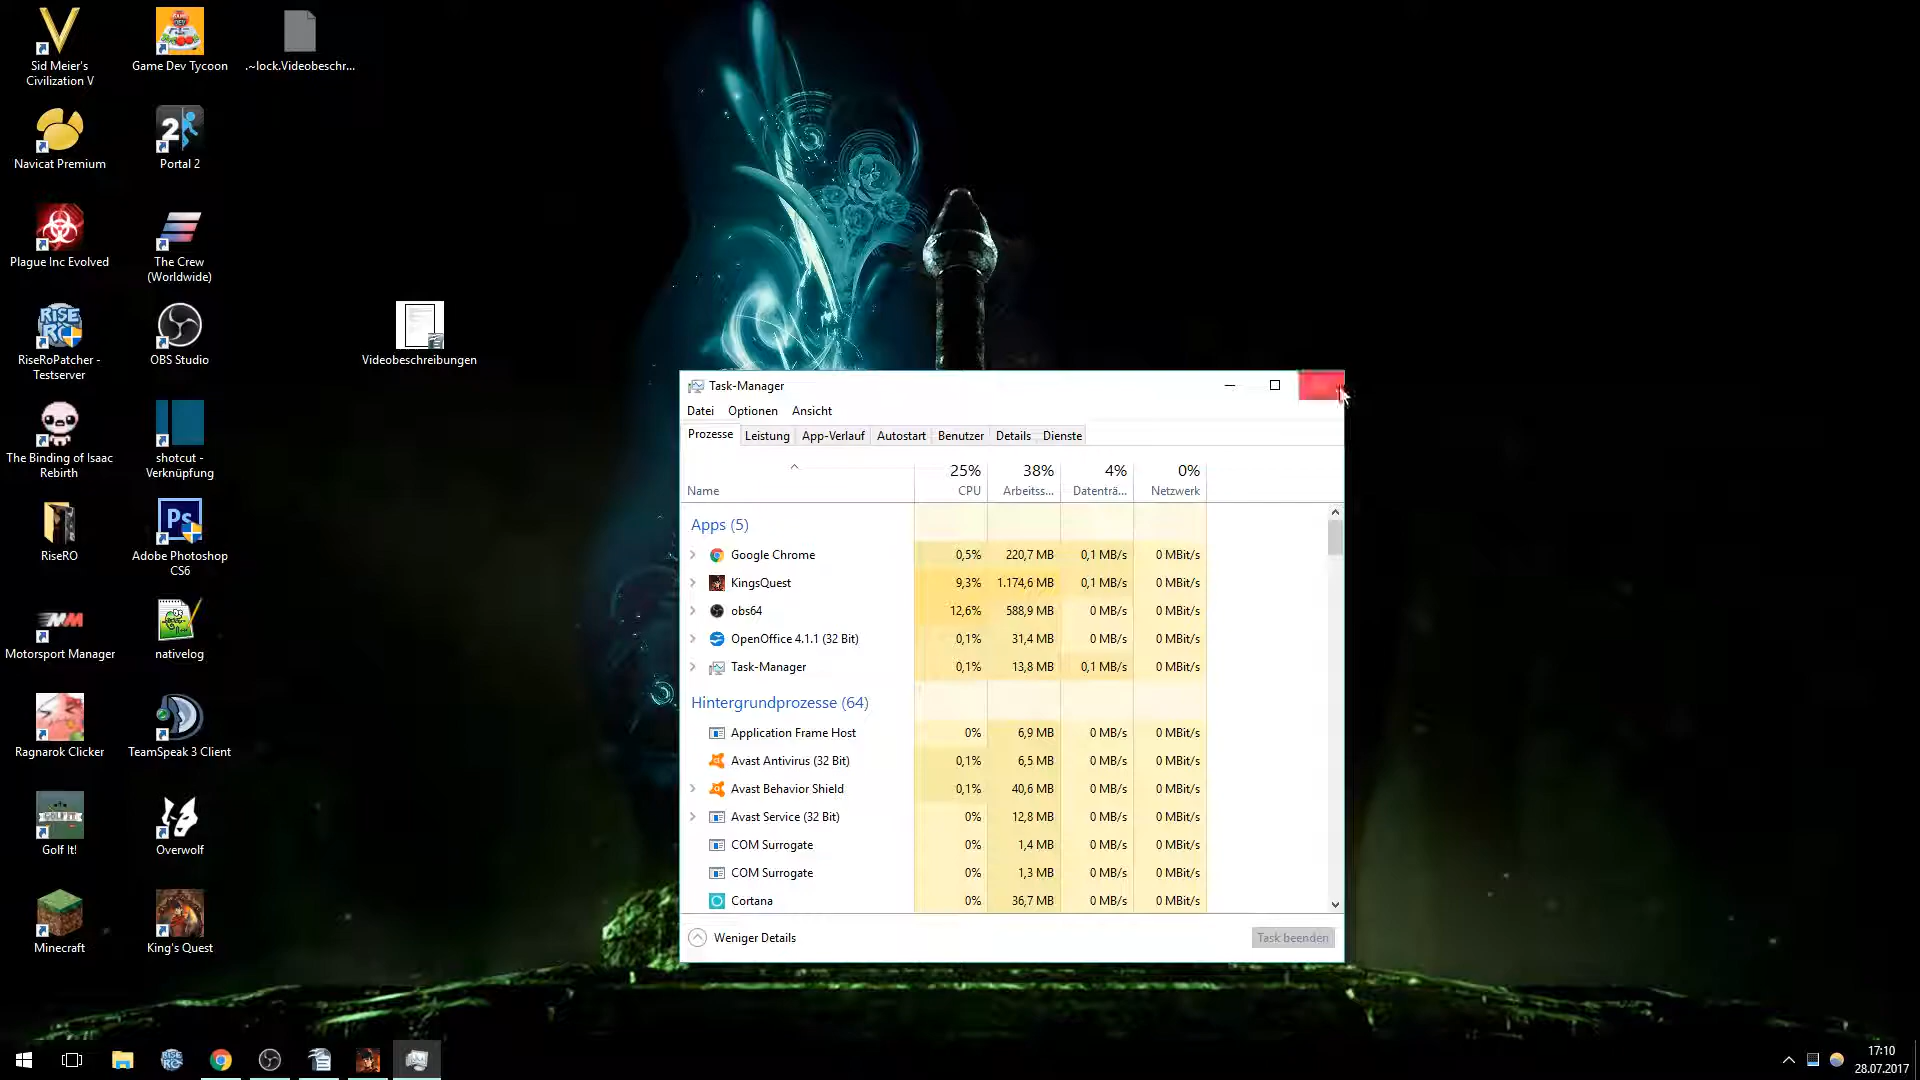 Sid Meier's
Civilization V
Game Dev Tycoon
.~lock.Videobeschr...
Navicat Premium
2
Portal 2
Plague Inc Evolved
The Crew
(Worldwide)
RISE
RO
RiseRoPatcher -
Testserver
OBS Studio
Videobeschreibungen
The Binding of Isaac
Rebirth
shotcut -
Verknüpfung
RiseRO
Ps
Adobe Photoshop
CS6
Motorsport Manager
nativelog
Ragnarok Clicker
TeamSpeak 3 Client
GOLF IT!
Golf It!
Overwolf
Minecraft
King's Quest
Task-Manager
Datei Optionen Ansicht
Prozesse Leistung App-Verlauf Autostart Benutzer Details Dienste
25% 38% 4% 0%
Name CPU Arbeitss... Datenträ... Netzwerk
Apps (5)
Google Chrome 0,5% 220,7 MB 0,1 MB/s 0 MBit/s
KingsQuest 9,3% 1.174,6 MB 0,1 MB/s 0 MBit/s
obs64 12,6% 588,9 MB 0 MB/s 0 MBit/s
OpenOffice 4.1.1 (32 Bit) 0,1% 31,4 MB 0 MB/s 0 MBit/s
Task-Manager 0,1% 13,8 MB 0,1 MB/s 0 MBit/s
Hintergrundprozesse (64)
Application Frame Host 0% 6,9 MB 0 MB/s 0 MBit/s
Avast Antivirus (32 Bit) 0,1% 6,5 MB 0 MB/s 0 MBit/s
Avast Behavior Shield 0,1% 40,6 MB 0 MB/s 0 MBit/s
Avast Service (32 Bit) 0% 12,8 MB 0 MB/s 0 MBit/s
COM Surrogate 0% 1,4 MB 0 MB/s 0 MBit/s
COM Surrogate 0% 1,3 MB 0 MB/s 0 MBit/s
Cortana 0% 36,7 MB 0 MB/s 0 MBit/s
Weniger Details Task beenden
RISE
RO
17:10
28.07.2017